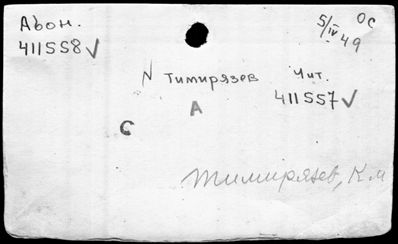 Абон.
411558 ✓
5/IV 49 ОС
N Тимирязев Чит.
411557 ✓
А
С
Тимирязев, К.А